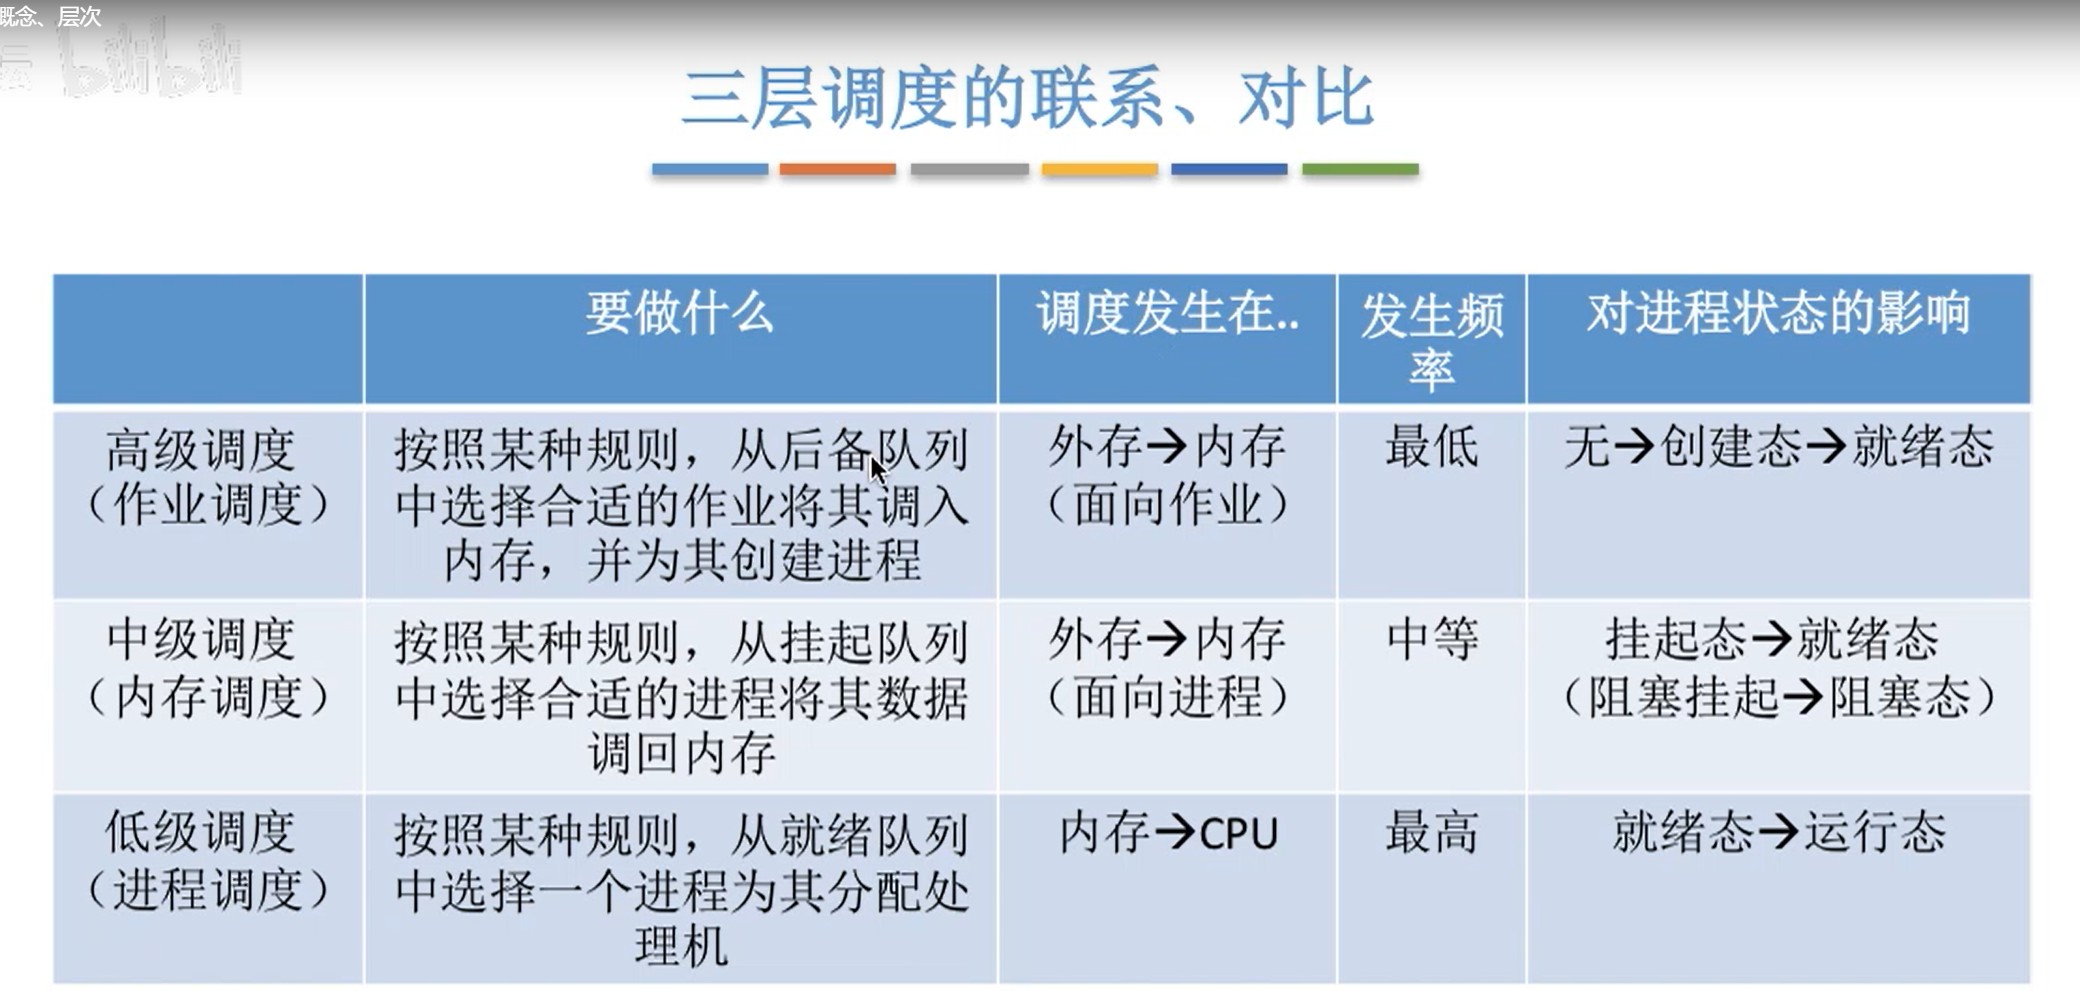 概念、层次
bilibili
三层调度的联系、对比
要做什么
调度发生在..
发生频
率
对进程状态的影响
高级调度
（作业调度）
按照某种规则，从后备队列
中选择合适的作业将其调入
内存，并为其创建进程
外存→内存
（面向作业）
最低
无→创建态→就绪态
中级调度
（内存调度）
按照某种规则，从挂起队列
中选择合适的进程将其数据
调回内存
外存→内存
（面向进程）
中等
挂起态→就绪态
（阻塞挂起→阻塞态）
低级调度
（进程调度）
按照某种规则，从就绪队列
中选择一个进程为其分配处
理机
内存→CPU
最高
就绪态→运行态